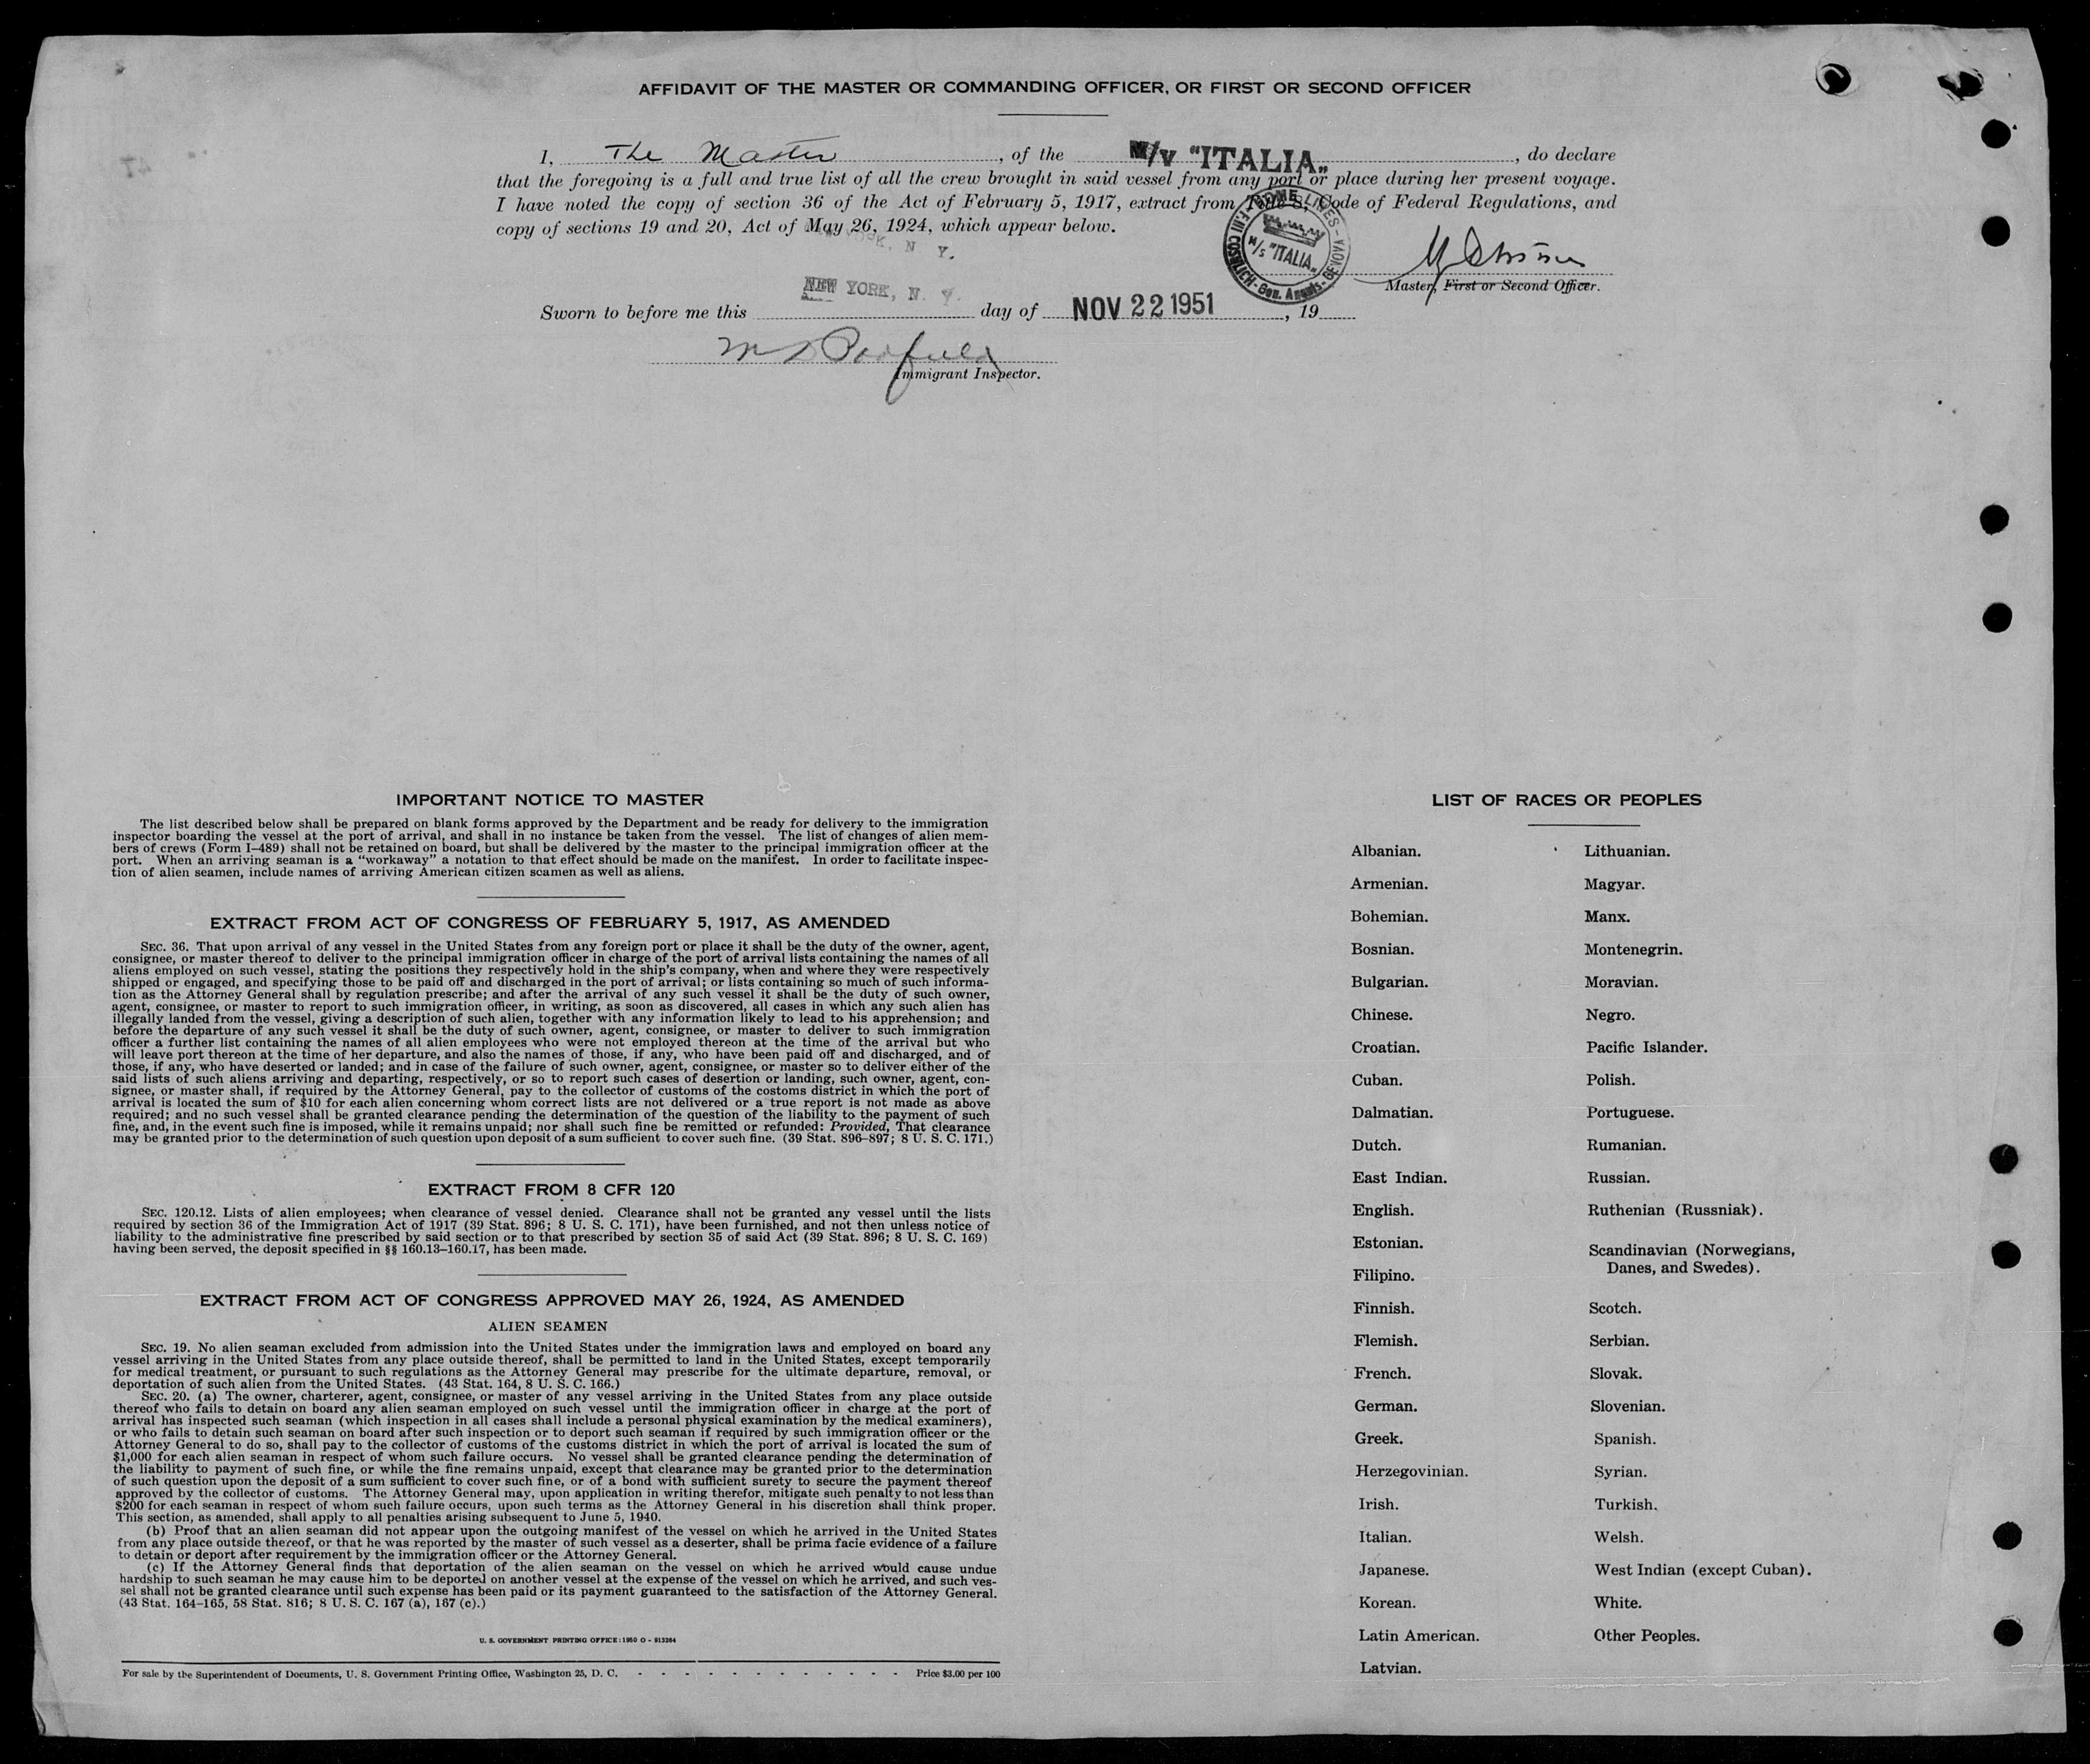 AFFIDAVIT OF THE MASTER OR COMMANDING OFFICER, OR FIRST OR SECOND OFFICER
I, The Master, of the M/V "ITALIA„, do declare
that the foregoing is a full and true list of all the crew brought in said vessel from any port or place during her present voyage.
I have noted the copy of section 36 of the Act of February 5, 1917, extract from Title 8, Code of Federal Regulations, and
copy of sections 19 and 20, Act of May 26, 1924, which appear below.
YORK, N Y.
HOME LINES - GENOVA
M/S "ITALIA„
F.lli COSULICH - Gen. Agents -
Master, First or Second Officer.
NEW YORK, N. Y.
Sworn to before me this day of NOV 22 1951, 19
Immigrant Inspector.
IMPORTANT NOTICE TO MASTER
The list described below shall be prepared on blank forms approved by the Department and be ready for delivery to the immigration
inspector boarding the vessel at the port of arrival, and shall in no instance be taken from the vessel. The list of changes of alien mem-
bers of crews (Form I–489) shall not be retained on board, but shall be delivered by the master to the principal immigration officer at the
port. When an arriving seaman is a “workaway” a notation to that effect should be made on the manifest. In order to facilitate inspec-
tion of alien seamen, include names of arriving American citizen seamen as well as aliens.
EXTRACT FROM ACT OF CONGRESS OF FEBRUARY 5, 1917, AS AMENDED
SEC. 36. That upon arrival of any vessel in the United States from any foreign port or place it shall be the duty of the owner, agent,
consignee, or master thereof to deliver to the principal immigration officer in charge of the port of arrival lists containing the names of all
aliens employed on such vessel, stating the positions they respectively hold in the ship's company, when and where they were respectively
shipped or engaged, and specifying those to be paid off and discharged in the port of arrival; or lists containing so much of such informa-
tion as the Attorney General shall by regulation prescribe; and after the arrival of any such vessel it shall be the duty of such owner,
agent, consignee, or master to report to such immigration officer, in writing, as soon as discovered, all cases in which any such alien has
illegally landed from the vessel, giving a description of such alien, together with any information likely to lead to his apprehension; and
before the departure of any such vessel it shall be the duty of such owner, agent, consignee, or master to deliver to such immigration
officer a further list containing the names of all alien employees who were not employed thereon at the time of the arrival but who
will leave port thereon at the time of her departure, and also the names of those, if any, who have been paid off and discharged, and of
those, if any, who have deserted or landed; and in case of the failure of such owner, agent, consignee, or master so to deliver either of the
said lists of such aliens arriving and departing, respectively, or so to report such cases of desertion or landing, such owner, agent, con-
signee, or master shall, if required by the Attorney General, pay to the collector of customs of the costoms district in which the port of
arrival is located the sum of $10 for each alien concerning whom correct lists are not delivered or a true report is not made as above
required; and no such vessel shall be granted clearance pending the determination of the question of the liability to the payment of such
fine, and, in the event such fine is imposed, while it remains unpaid; nor shall such fine be remitted or refunded: Provided, That clearance
may be granted prior to the determination of such question upon deposit of a sum sufficient to cover such fine. (39 Stat. 896–897; 8 U. S. C. 171.)
EXTRACT FROM 8 CFR 120
SEC. 120.12. Lists of alien employees; when clearance of vessel denied. Clearance shall not be granted any vessel until the lists
required by section 36 of the Immigration Act of 1917 (39 Stat. 896; 8 U. S. C. 171), have been furnished, and not then unless notice of
liability to the administrative fine prescribed by said section or to that prescribed by section 35 of said Act (39 Stat. 896; 8 U. S. C. 169)
having been served, the deposit specified in §§ 160.13–160.17, has been made.
EXTRACT FROM ACT OF CONGRESS APPROVED MAY 26, 1924, AS AMENDED
ALIEN SEAMEN
SEC. 19. No alien seaman excluded from admission into the United States under the immigration laws and employed on board any
vessel arriving in the United States from any place outside thereof, shall be permitted to land in the United States, except temporarily
for medical treatment, or pursuant to such regulations as the Attorney General may prescribe for the ultimate departure, removal, or
deportation of such alien from the United States. (43 Stat. 164, 8 U. S. C. 166.)
SEC. 20. (a) The owner, charterer, agent, consignee, or master of any vessel arriving in the United States from any place outside
thereof who fails to detain on board any alien seaman employed on such vessel until the immigration officer in charge at the port of
arrival has inspected such seaman (which inspection in all cases shall include a personal physical examination by the medical examiners),
or who fails to detain such seaman on board after such inspection or to deport such seaman if required by such immigration officer or the
Attorney General to do so, shall pay to the collector of customs of the customs district in which the port of arrival is located the sum of
$1,000 for each alien seaman in respect of whom such failure occurs. No vessel shall be granted clearance pending the determination of
the liability to payment of such fine, or while the fine remains unpaid, except that clearance may be granted prior to the determination
of such question upon the deposit of a sum sufficient to cover such fine, or of a bond with sufficient surety to secure the payment thereof
approved by the collector of customs. The Attorney General may, upon application in writing therefor, mitigate such penalty to not less than
$200 for each seaman in respect of whom such failure occurs, upon such terms as the Attorney General in his discretion shall think proper.
This section, as amended, shall apply to all penalties arising subsequent to June 5, 1940.
(b) Proof that an alien seaman did not appear upon the outgoing manifest of the vessel on which he arrived in the United States
from any place outside thereof, or that he was reported by the master of such vessel as a deserter, shall be prima facie evidence of a failure
to detain or deport after requirement by the immigration officer or the Attorney General.
(c) If the Attorney General finds that deportation of the alien seaman on the vessel on which he arrived would cause undue
hardship to such seaman he may cause him to be deported on another vessel at the expense of the vessel on which he arrived, and such ves-
sel shall not be granted clearance until such expense has been paid or its payment guaranteed to the satisfaction of the Attorney General.
(43 Stat. 164–165, 58 Stat. 816; 8 U. S. C. 167 (a), 167 (c).)
U. S. GOVERNMENT PRINTING OFFICE : 1950 O - 913264
For sale by the Superintendent of Documents, U. S. Government Printing Office, Washington 25, D. C. - - - - - - - - - - - - Price $3.00 per 100
LIST OF RACES OR PEOPLES
Albanian.
Armenian.
Bohemian.
Bosnian.
Bulgarian.
Chinese.
Croatian.
Cuban.
Dalmatian.
Dutch.
East Indian.
English.
Estonian.
Filipino.
Finnish.
Flemish.
French.
German.
Greek.
Herzegovinian.
Irish.
Italian.
Japanese.
Korean.
Latin American.
Latvian.
Lithuanian.
Magyar.
Manx.
Montenegrin.
Moravian.
Negro.
Pacific Islander.
Polish.
Portuguese.
Rumanian.
Russian.
Ruthenian (Russniak).
Scandinavian (Norwegians,
Danes, and Swedes).
Scotch.
Serbian.
Slovak.
Slovenian.
Spanish.
Syrian.
Turkish.
Welsh.
West Indian (except Cuban).
White.
Other Peoples.